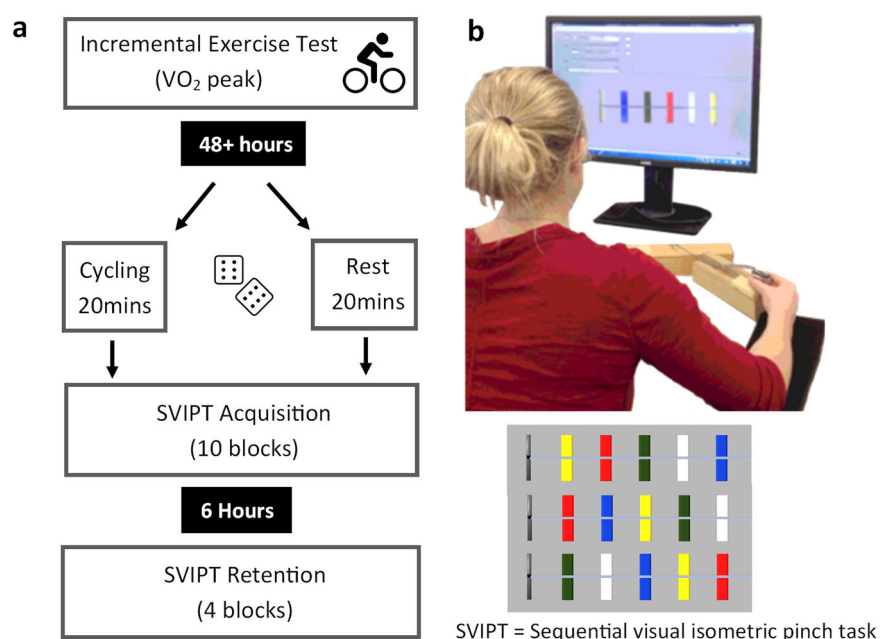 a
Incremental Exercise Test
(VO₂ peak)
48+ hours
Cycling
20mins
Rest
20mins
SVIPT Acquisition
(10 blocks)
6 Hours
SVIPT Retention
(4 blocks)
b
SVIPT = Sequential visual isometric pinch task